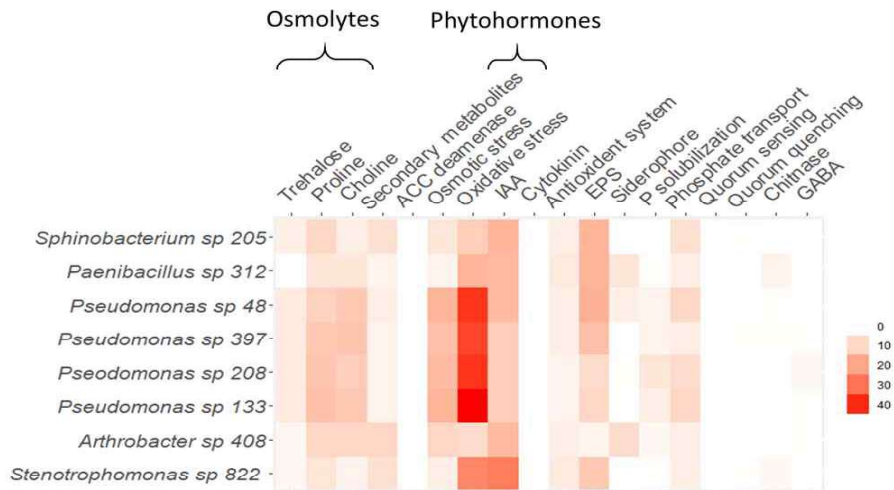 Osmolytes Phytohormones
Trehalose
Proline
Choline
Secondary metabolites
ACC deamenase
Osmotic stress
Oxidative stress
IAA
Cytokinin
Antioxident system
EPS
Siderophore
P solubilization
Phosphate transport
Quorum sensing
Quorum quenching
Chitnase
GABA
Sphinobacterium sp 205
Paenibacillus sp 312
Pseudomonas sp 48
Pseudomonas sp 397
Pseodomonas sp 208
Pseudomonas sp 133
Arthrobacter sp 408
Stenotrophomonas sp 822
0
10
20
30
40